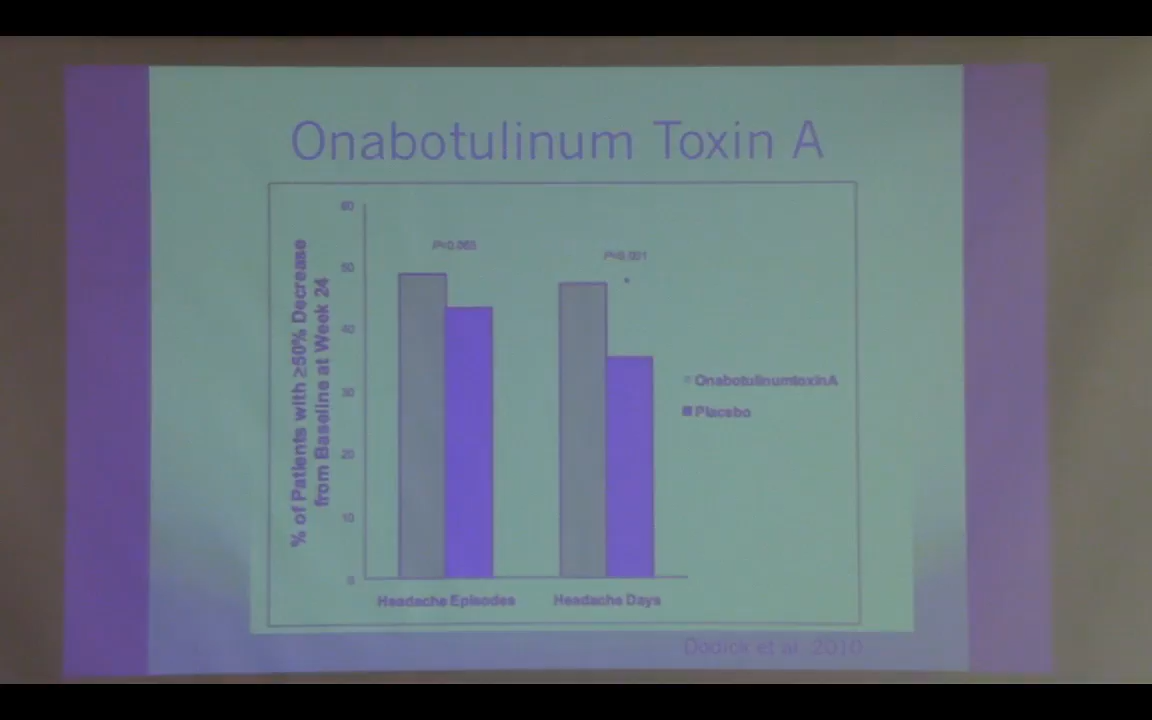 Onabotulinum Toxin A
% of Patients with ≥50% Decrease
from Baseline at Week 24
60
50
40
30
20
10
0
P=0.065
P=0.001
OnabotulinumtoxinA
Placebo
Headache Episodes
Headache Days
Dodick et al 2010